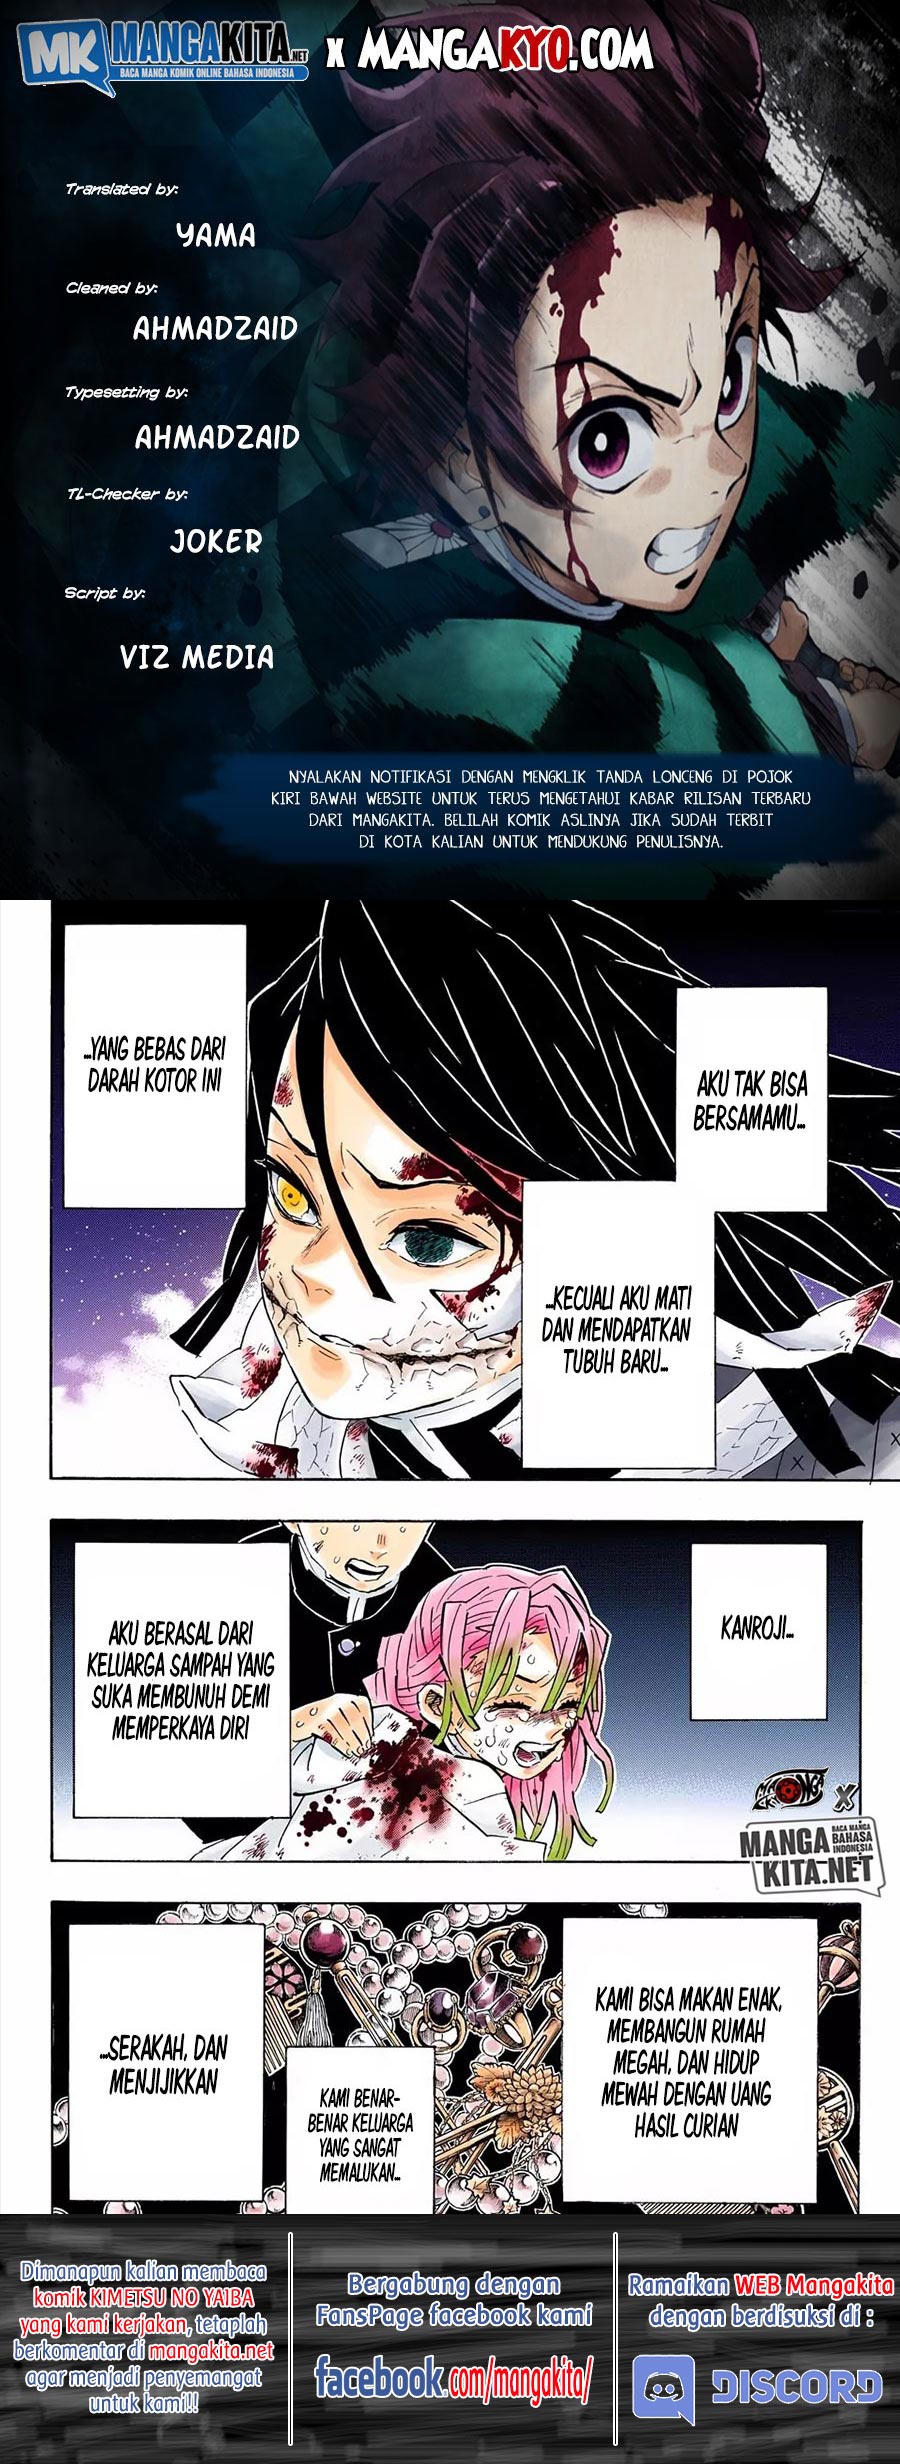 MK MANGAKITA.NET
BACA MANGA KOMIK ONLINE BAHASA INDONESIA
x MANGAKYO.COM
Translated by:
YAMA
Cleaned by:
AHMADZAID
Typesetting by:
AHMADZAID
TL-Checker by:
JOKER
Script by:
VIZ MEDIA
NYALAKAN NOTIFIKASI DENGAN MENGKLIK TANDA LONCENG DI POJOK
KIRI BAWAH WEBSITE UNTUK TERUS MENGETAHUI KABAR RILISAN TERBARU
DARI MANGAKITA. BELILAH KOMIK ASLINYA JIKA SUDAH TERBIT
DI KOTA KALIAN UNTUK MENDUKUNG PENULISNYA.
AKU TAK BISA
BERSAMAMU...
...KECUALI AKU MATI
DAN MENDAPATKAN
TUBUH BARU...
...YANG BEBAS DARI
DARAH KOTOR INI
KANROJI...
AKU BERASAL DARI
KELUARGA SAMPAH YANG
SUKA MEMBUNUH DEMI
MEMPERKAYA DIRI
X
MANGA
BACA MANGA
BAHASA
INDONESIA
KITA.NET
KAMI BISA MAKAN ENAK,
MEMBANGUN RUMAH
MEGAH, DAN HIDUP
MEWAH DENGAN UANG
HASIL CURIAN
KAMI BENAR-
BENAR KELUARGA
YANG SANGAT
MEMALUKAN...
...SERAKAH, DAN
MENJIJIKKAN
Dimanapun kalian membaca
komik KIMETSU NO YAIBA
yang kami kerjakan, tetaplah
berkomentar di mangakita.net
agar menjadi penyemangat
untuk kami!!
Bergabung dengan
FansPage facebook kami
facebook.com/mangakita/
Ramaikan WEB Mangakita
dengan berdisuksi di :
DISCORD